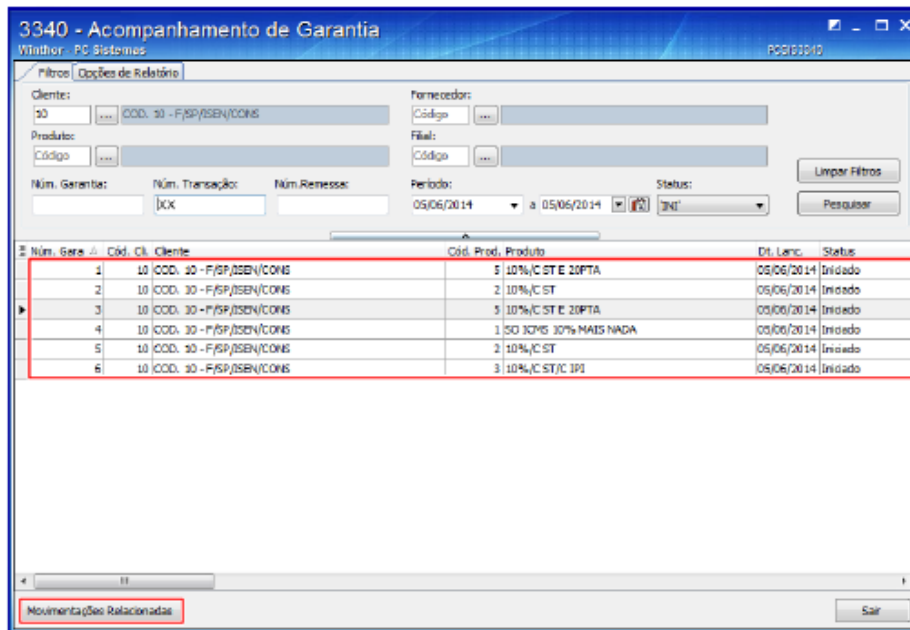 3340 - Acompanhamento de Garantia
Winthor - PC Sistemas
PCSIS3340
Filtros Opções de Relatório
Cliente: Fornecedor:
10 ... COD. 10 - F/SP/ISEN/CONS Código ...
Produto: Filial:
Código ... Código ...
Limpar Filtros
Núm. Garantia: Núm. Transação: Núm.Remessa: Período: Status:
XX 05/06/2014 a 05/06/2014 'INI' Pesquisar
Núm. Gara Cód. Cli. Cliente Cód. Prod. Produto Dt. Lanc. Status
1 10 COD. 10 - F/SP/ISEN/CONS 5 10%/C ST E 20PTA 05/06/2014 Iniciado
2 10 COD. 10 - F/SP/ISEN/CONS 2 10%/C ST 05/06/2014 Iniciado
3 10 COD. 10 - F/SP/ISEN/CONS 5 10%/C ST E 20PTA 05/06/2014 Iniciado
4 10 COD. 10 - F/SP/ISEN/CONS 1 SO ICMS 10% MAIS NADA 05/06/2014 Iniciado
5 10 COD. 10 - F/SP/ISEN/CONS 2 10%/C ST 05/06/2014 Iniciado
6 10 COD. 10 - F/SP/ISEN/CONS 3 10%/C ST/C IPI 05/06/2014 Iniciado
Movimentações Relacionadas Sair